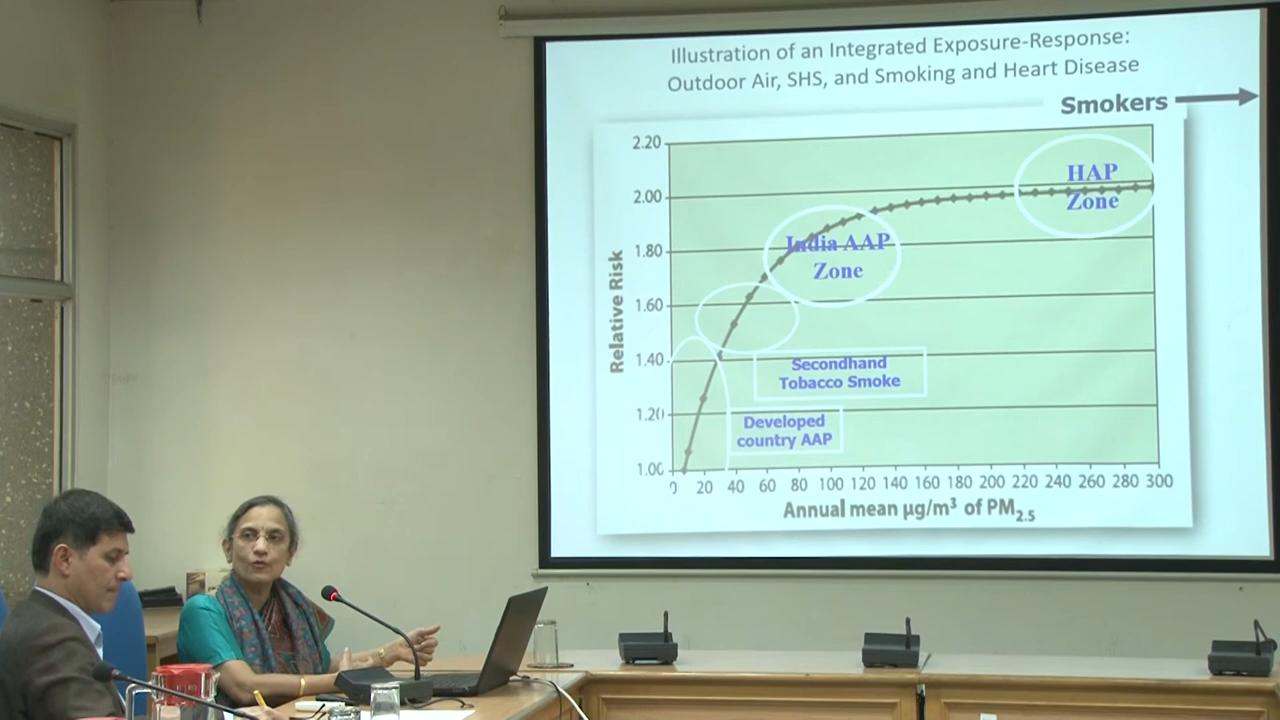 Illustration of an Integrated Exposure-Response:
Outdoor Air, SHS, and Smoking and Heart Disease
Smokers
2.20
2.00
1.80
1.60
1.40
1.20
1.00
HAP
Zone
India AAP
Zone
Secondhand
Tobacco Smoke
Developed
country AAP
Relative Risk
0 20 40 60 80 100 120 140 160 180 200 220 240 260 280 300
Annual mean µg/m³ of PM2.5